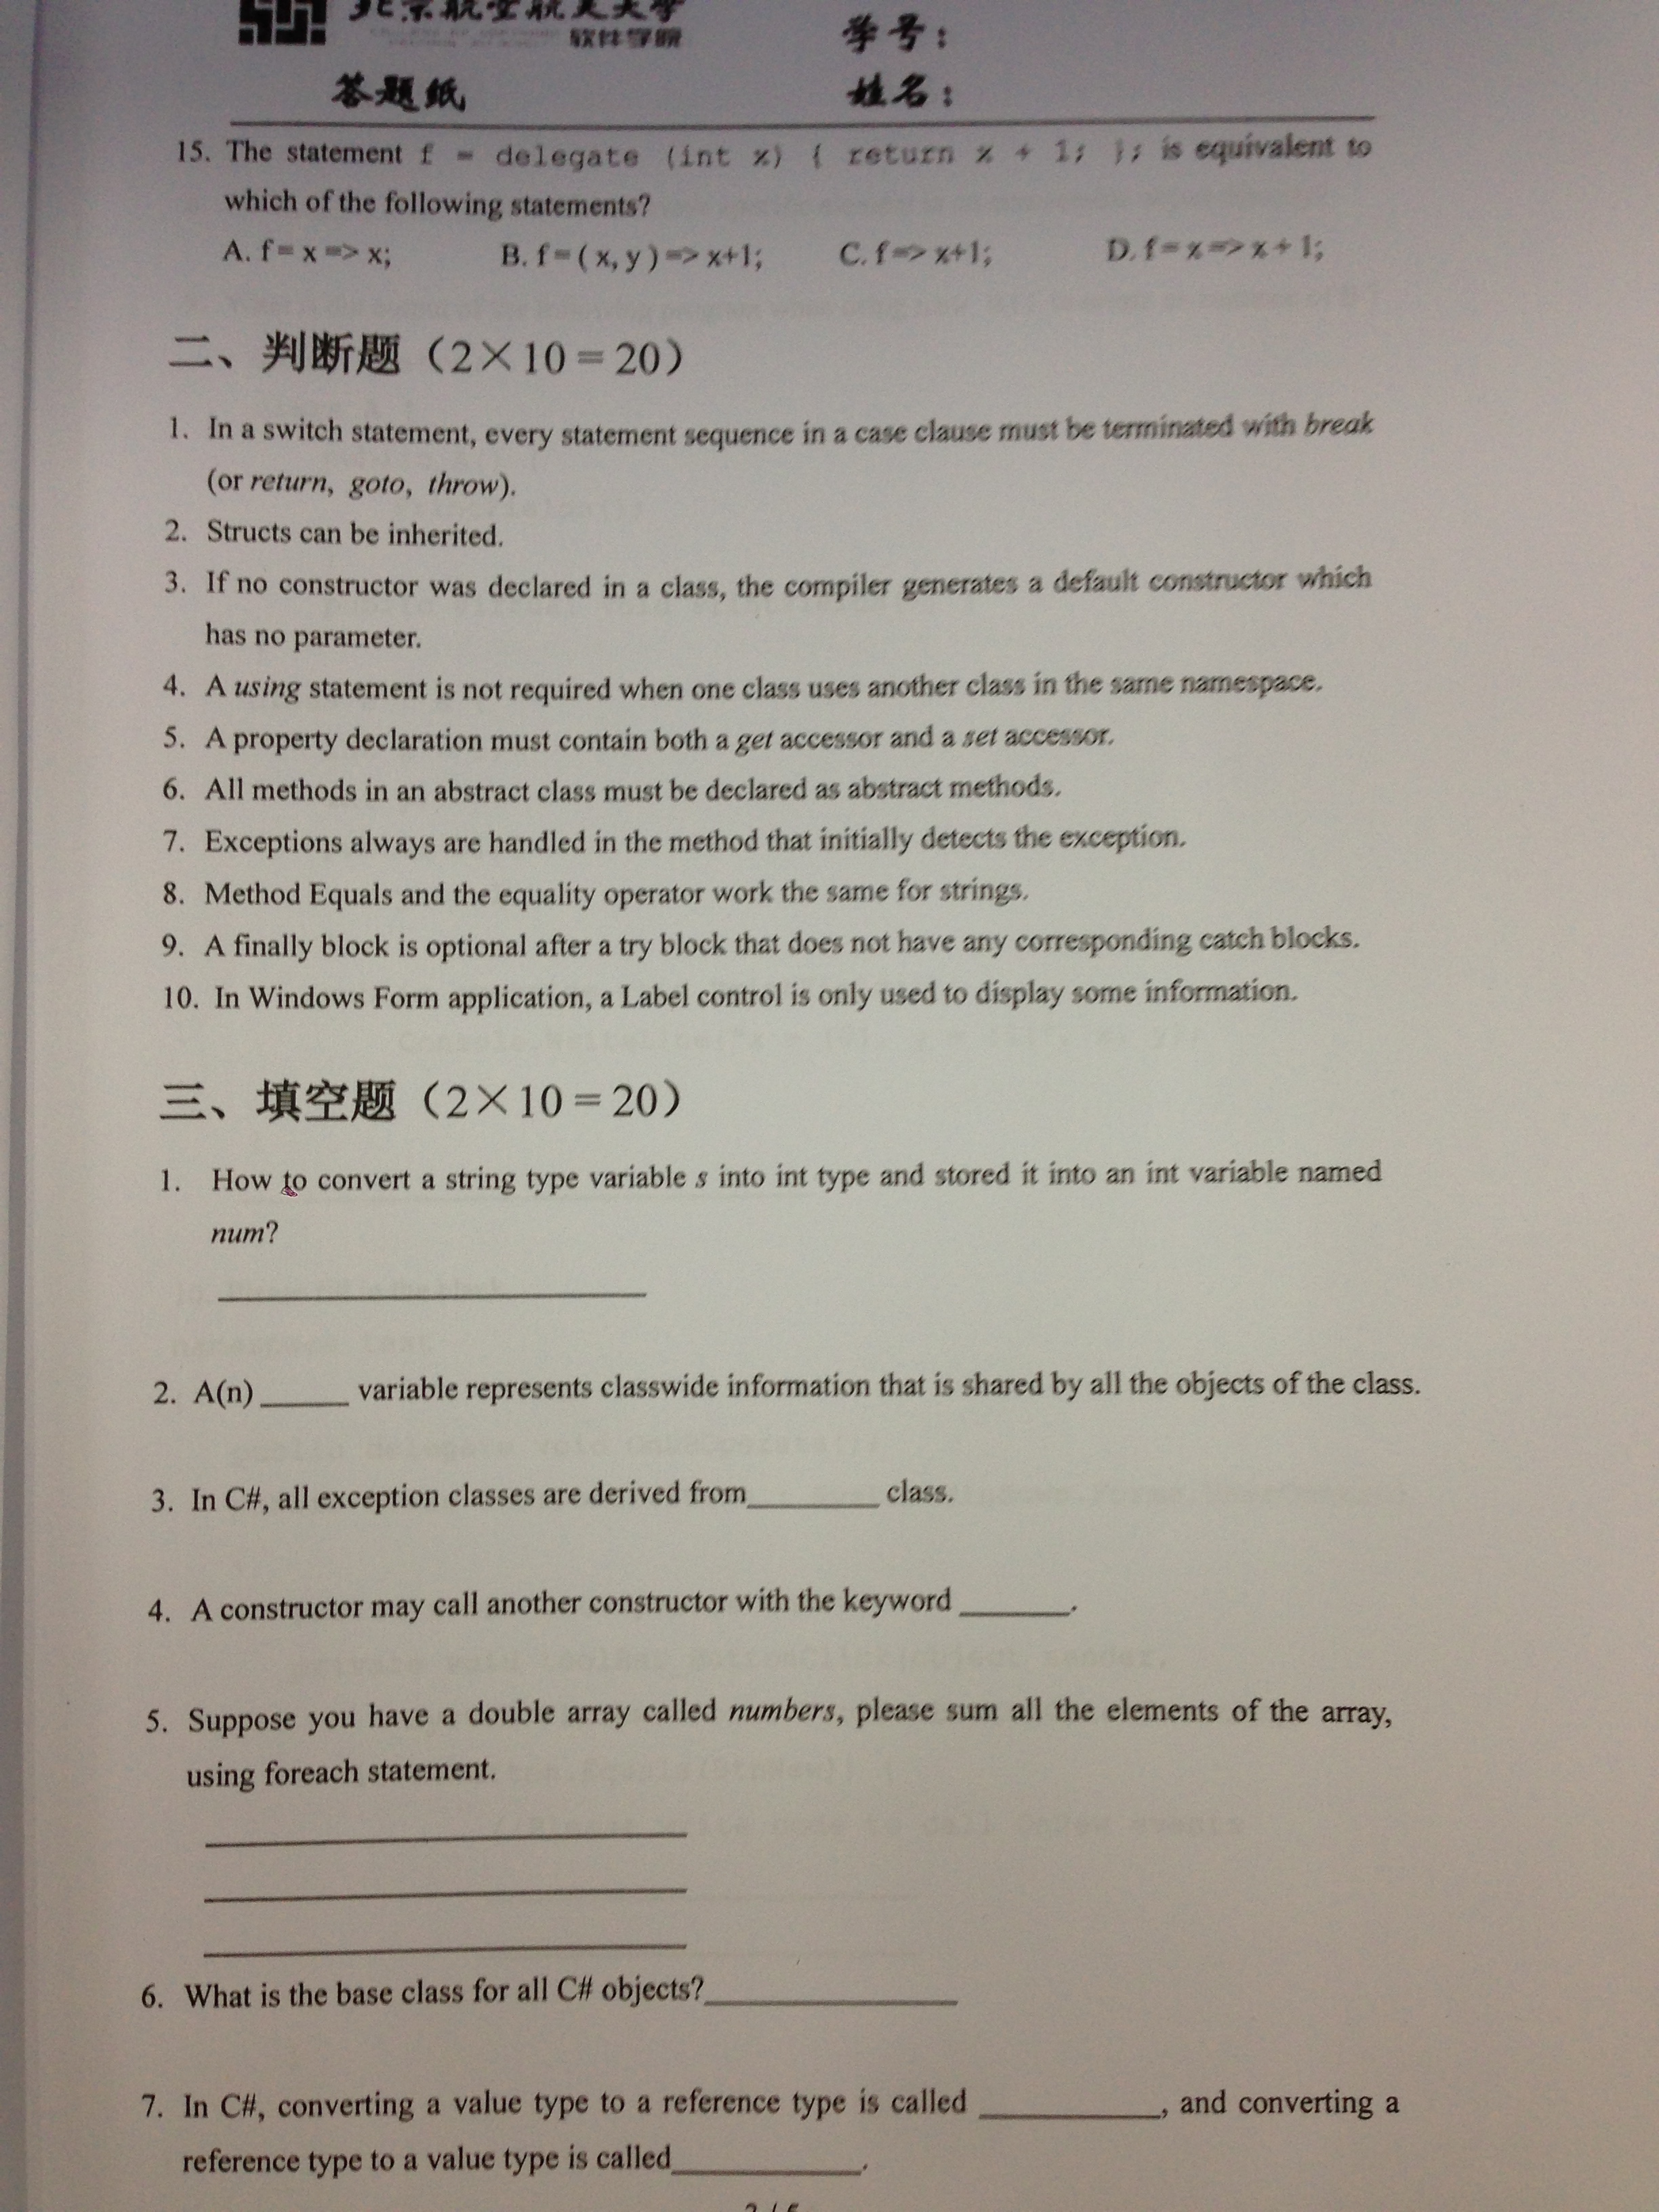 北京航空航天大学
软件学院
学号：
答题纸
姓名：
15. The statement f = delegate (int x) { return x + 1; }; is equivalent to
which of the following statements?
A. f= x => x; B. f= ( x, y ) => x+1; C. f=> x+1; D. f= x => x + 1;
二、判断题（2×10＝20）
1. In a switch statement, every statement sequence in a case clause must be terminated with break
(or return, goto, throw).
2. Structs can be inherited.
3. If no constructor was declared in a class, the compiler generates a default constructor which
has no parameter.
4. A using statement is not required when one class uses another class in the same namespace.
5. A property declaration must contain both a get accessor and a set accessor.
6. All methods in an abstract class must be declared as abstract methods.
7. Exceptions always are handled in the method that initially detects the exception.
8. Method Equals and the equality operator work the same for strings.
9. A finally block is optional after a try block that does not have any corresponding catch blocks.
10. In Windows Form application, a Label control is only used to display some information.
三、填空题（2×10＝20）
1. How to convert a string type variable s into int type and stored it into an int variable named
num?
2. A(n)______ variable represents classwide information that is shared by all the objects of the class.
3. In C#, all exception classes are derived from_________ class.
4. A constructor may call another constructor with the keyword ________.
5. Suppose you have a double array called numbers, please sum all the elements of the array,
using foreach statement.
6. What is the base class for all C# objects?__________________
7. In C#, converting a value type to a reference type is called _____________, and converting a
reference type to a value type is called_____________.